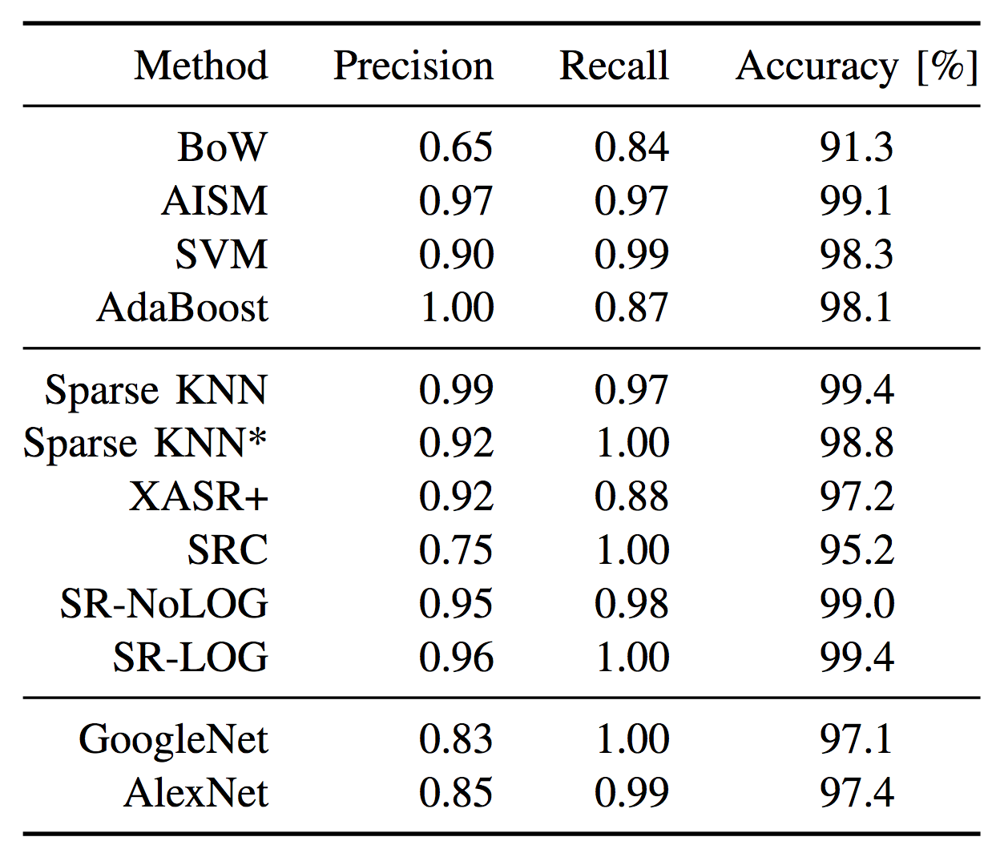 Method Precision Recall Accuracy [%]
BoW 0.65 0.84 91.3
AISM 0.97 0.97 99.1
SVM 0.90 0.99 98.3
AdaBoost 1.00 0.87 98.1
Sparse KNN 0.99 0.97 99.4
Sparse KNN* 0.92 1.00 98.8
XASR+ 0.92 0.88 97.2
SRC 0.75 1.00 95.2
SR-NoLOG 0.95 0.98 99.0
SR-LOG 0.96 1.00 99.4
GoogleNet 0.83 1.00 97.1
AlexNet 0.85 0.99 97.4